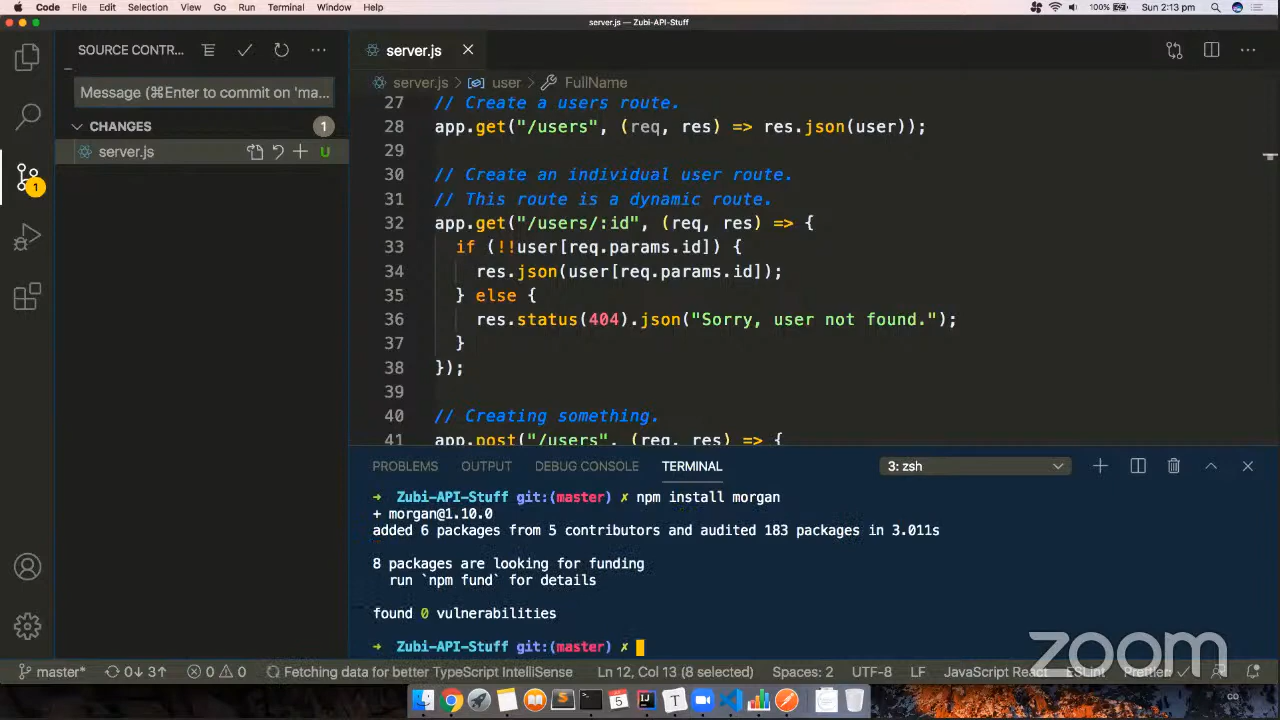 Code File Edit Selection View Go Run Terminal Window Help 100% Sun 2:13 pm
server.js — Zubi-API-Stuff
SOURCE CONTR...
server.js
server.js > user > FullName
Message (⌘Enter to commit on 'ma...
CHANGES 1
server.js U
1
27 // Create a users route.
28 app.get("/users", (req, res) => res.json(user));
29
30 // Create an individual user route.
31 // This route is a dynamic route.
32 app.get("/users/:id", (req, res) => {
33 if (!!user[req.params.id]) {
34 res.json(user[req.params.id]);
35 } else {
36 res.status(404).json("Sorry, user not found.");
37 }
38 });
39
40 // Creating something.
41 app.post("/users", (req, res) => {
PROBLEMS OUTPUT DEBUG CONSOLE TERMINAL 3: zsh
→ Zubi-API-Stuff git:(master) ✗ npm install morgan
+ morgan@1.10.0
added 6 packages from 5 contributors and audited 183 packages in 3.011s
8 packages are looking for funding
run `npm fund` for details
found 0 vulnerabilities
→ Zubi-API-Stuff git:(master) ✗
zoom
master* 0↓ 3↑ 0 0 Fetching data for better TypeScript IntelliSense Ln 12, Col 13 (8 selected) Spaces: 2 UTF-8 LF JavaScript React ESLint Prettier: ✓
5